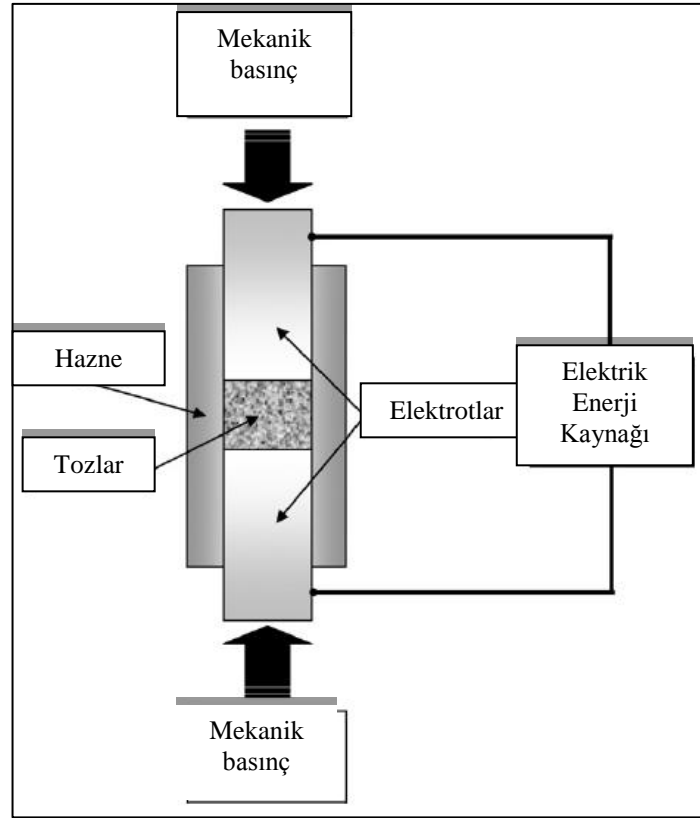 Mekanik
basınç
Hazne
Tozlar
Elektrotlar
Elektrik
Enerji
Kaynağı
Mekanik
basınç